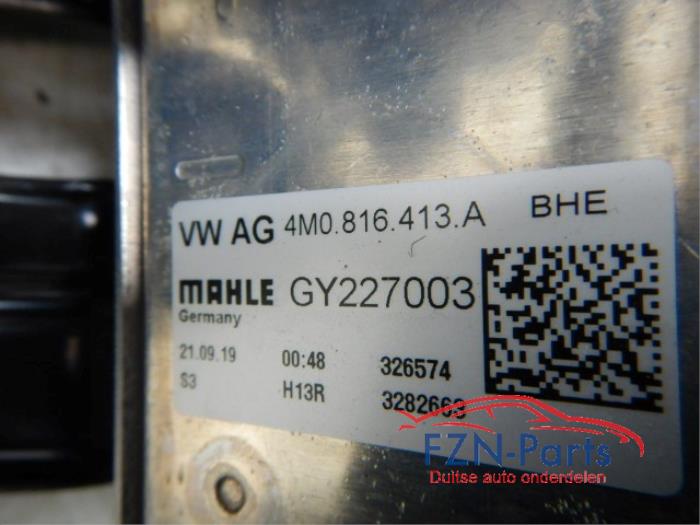 VW AG 4M0.816.413.A BHE
MAHLE GY227003
Germany
21.09.19 00:48 326574
S3 H13R 3282663
FZN-Parts
Duitse auto onderdelen